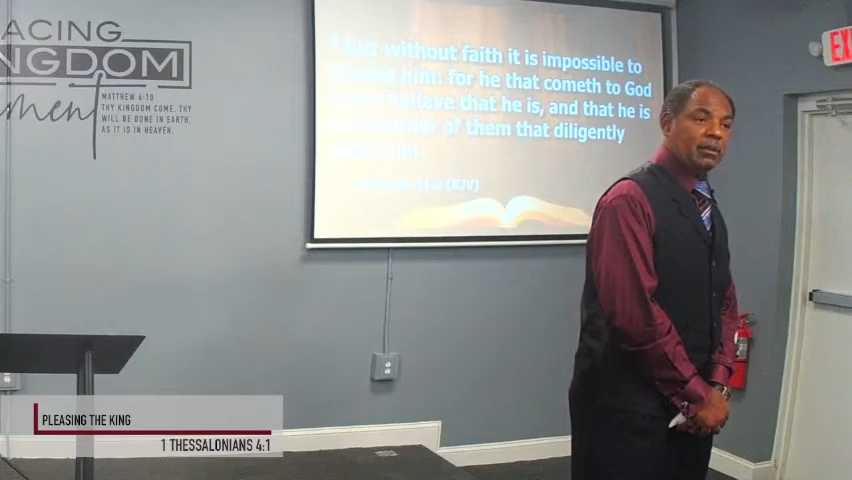 ACING
NGDOM
ment
MATTHEW 6:10
THY KINGDOM COME. THY
WILL BE DONE IN EARTH,
AS IT IS IN HEAVEN.
without faith it is impossible to
him: for he that cometh to God
believe that he is, and that he is
of them that diligently
him.
EXI
PLEASING THE KING
1 THESSALONIANS 4:1